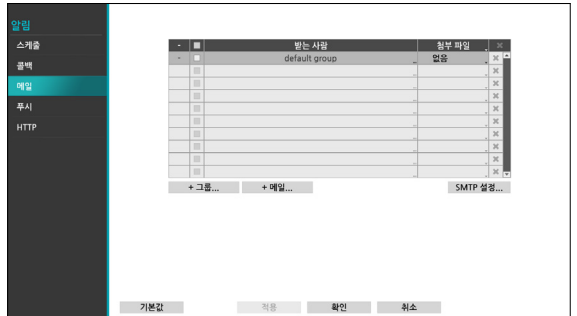 알림
스케줄
콜백
메일
푸시
HTTP
- 받는 사람 첨부 파일 ×
- default group 없음 ×
+ 그룹... + 메일... SMTP 설정...
기본값 적용 확인 취소